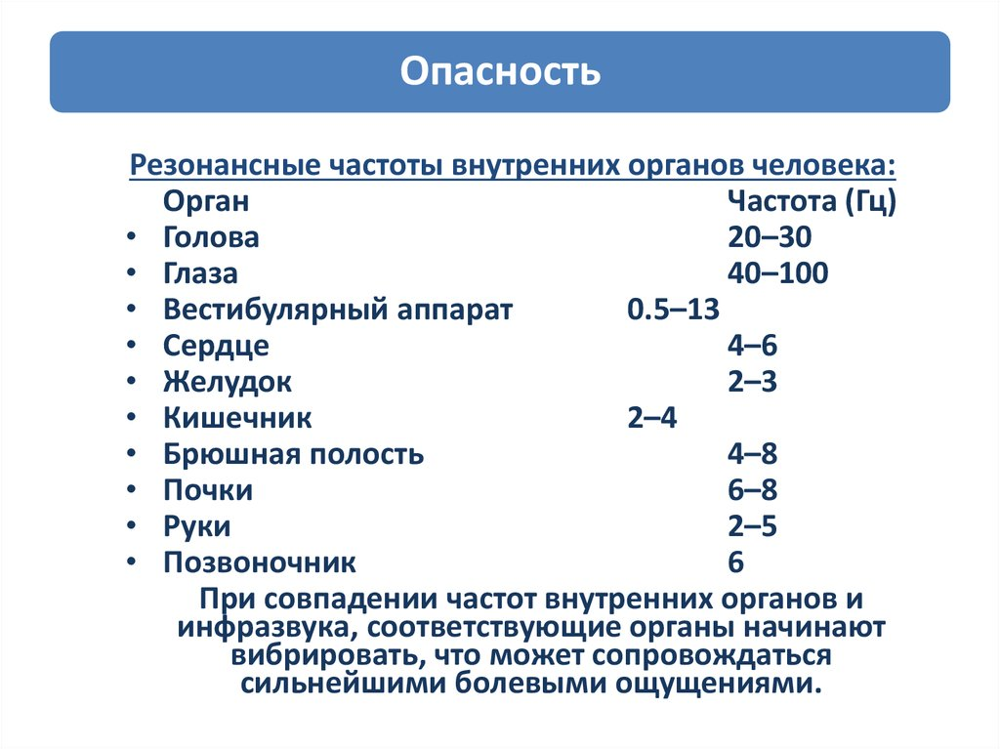 Опасность
Резонансные частоты внутренних органов человека:
Орган Частота (Гц)
• Голова 20–30
• Глаза 40–100
• Вестибулярный аппарат 0.5–13
• Сердце 4–6
• Желудок 2–3
• Кишечник 2–4
• Брюшная полость 4–8
• Почки 6–8
• Руки 2–5
• Позвоночник 6
При совпадении частот внутренних органов и
инфразвука, соответствующие органы начинают
вибрировать, что может сопровождаться
сильнейшими болевыми ощущениями.